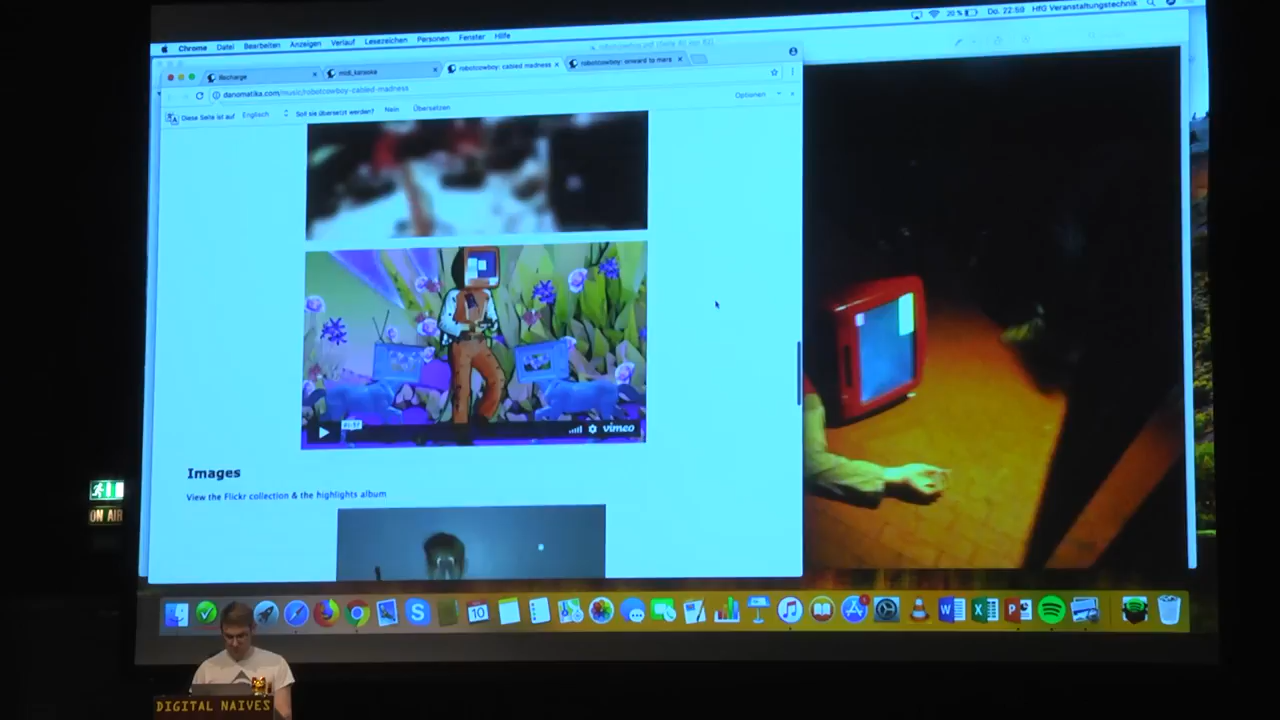 Chrome Datei Bearbeiten Anzeigen Verlauf Lesezeichen Personen Fenster Hilfe
20 % Do. 22:58 HfG Veranstaltungstechnik
midi_karaoke robotcowboy: cabled madness robotcowboy: onward to mars
danomatika.com/music/robotcowboy-cabled-madness
Diese Seite ist auf Englisch Soll sie übersetzt werden? Nein Übersetzen Optionen
vimeo
Images
View the Flickr collection & the highlights album
ON AIR
10
DIGITAL NAIVES